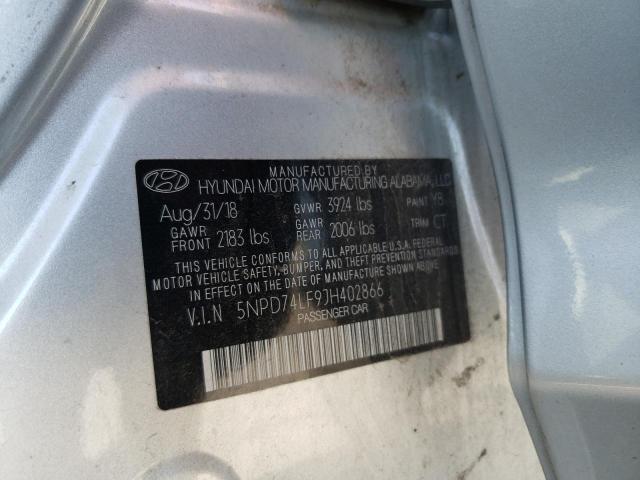 MANUFACTURED BY
HYUNDAI MOTOR MANUFACTURING ALABAMA, LLC
Aug/31/18 GVWR 3924 lbs PAINT Y8
GAWR FRONT 2183 lbs GAWR REAR 2006 lbs TRIM CT
THIS VEHICLE CONFORMS TO ALL APPLICABLE U.S.A. FEDERAL
MOTOR VEHICLE SAFETY, BUMPER, AND THEFT PREVENTION
STANDARDS IN EFFECT ON THE DATE OF MANUFACTURE SHOWN ABOVE.
V.I.N 5NPD74LF9JH402866
PASSENGER CAR